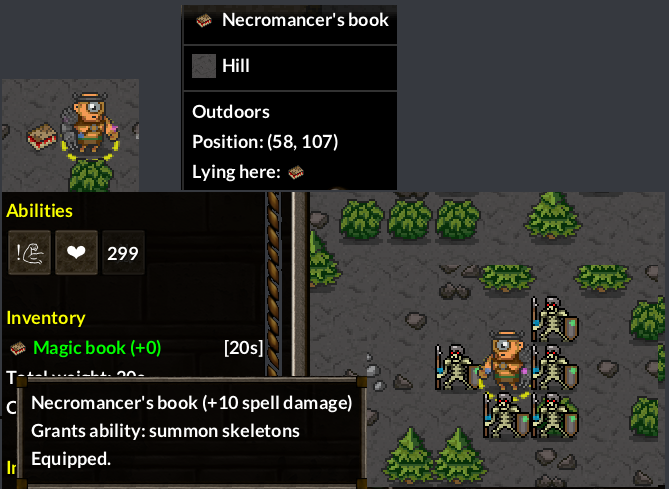 Necromancer's book
Hill
Outdoors
Position: (58, 107)
Lying here:
Abilities
299
Inventory
Magic book (+0) [20s]
Necromancer's book (+10 spell damage)
Grants ability: summon skeletons
Equipped.